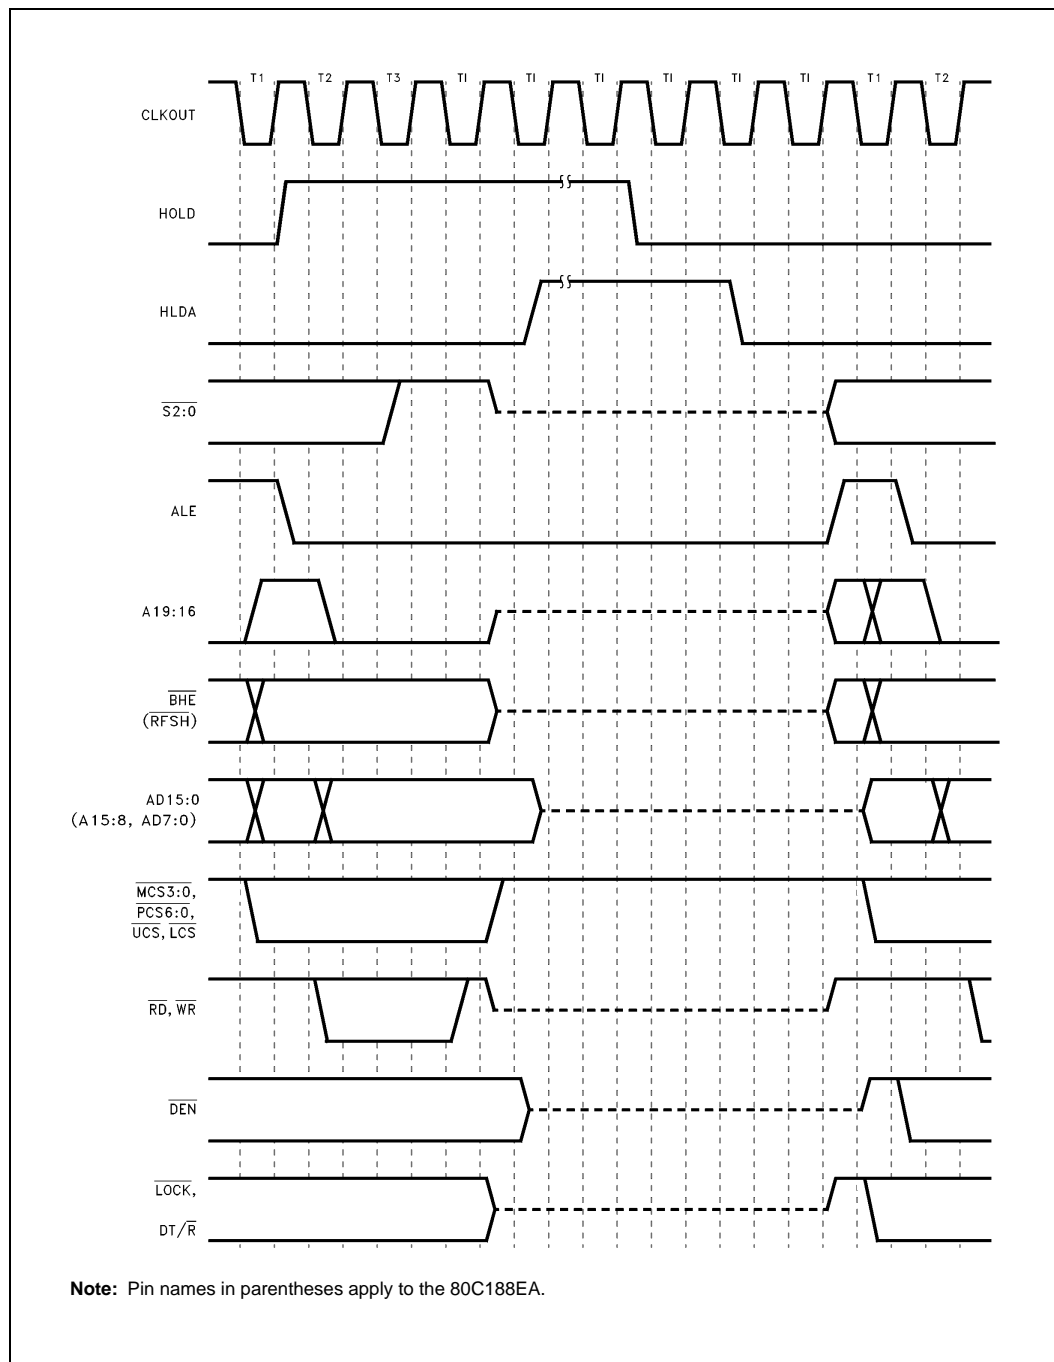 T1 T2 T3 TI TI TI TI TI TI T1 T2
CLKOUT
HOLD
HLDA
S2:0
ALE
A19:16
BHE
(RFSH)
AD15:0
(A15:8, AD7:0)
MCS3:0,
PCS6:0,
UCS, LCS
RD, WR
DEN
LOCK,
DT/R
Note: Pin names in parentheses apply to the 80C188EA.